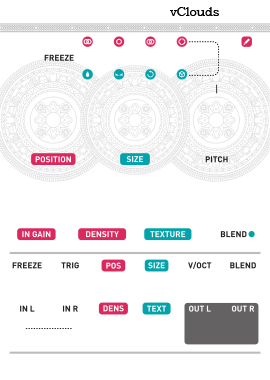 vClouds
FREEZE
POSITION SIZE PITCH
IN GAIN DENSITY TEXTURE BLEND
FREEZE TRIG POS SIZE V/OCT BLEND
IN L IN R DENS TEXT OUT L OUT R